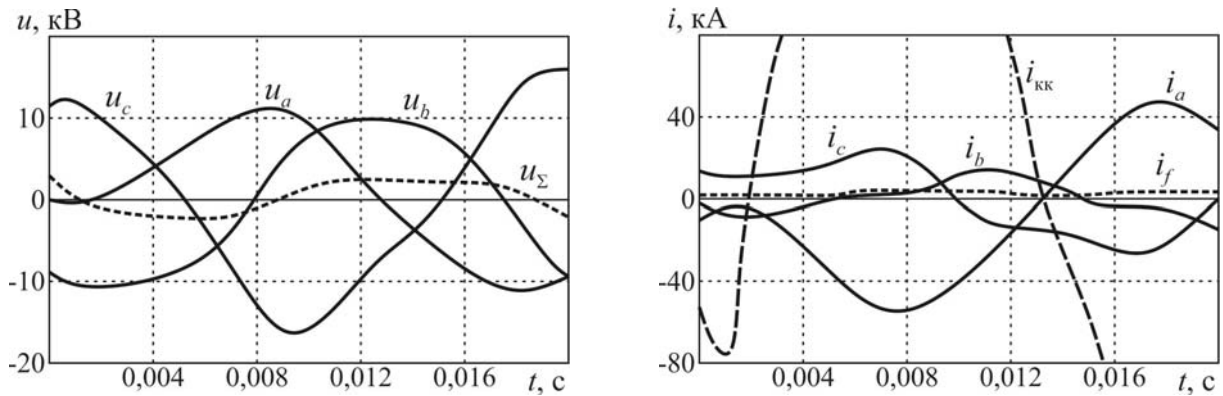 u, кВ
10
0
-10
-20
u_c
u_a
u_b
u_Σ
0,004
0,008
0,012
0,016
t, с
i, кА
40
0
-40
-80
i_кк
i_a
i_c
i_b
i_f
0,004
0,008
0,012
0,016
t, с